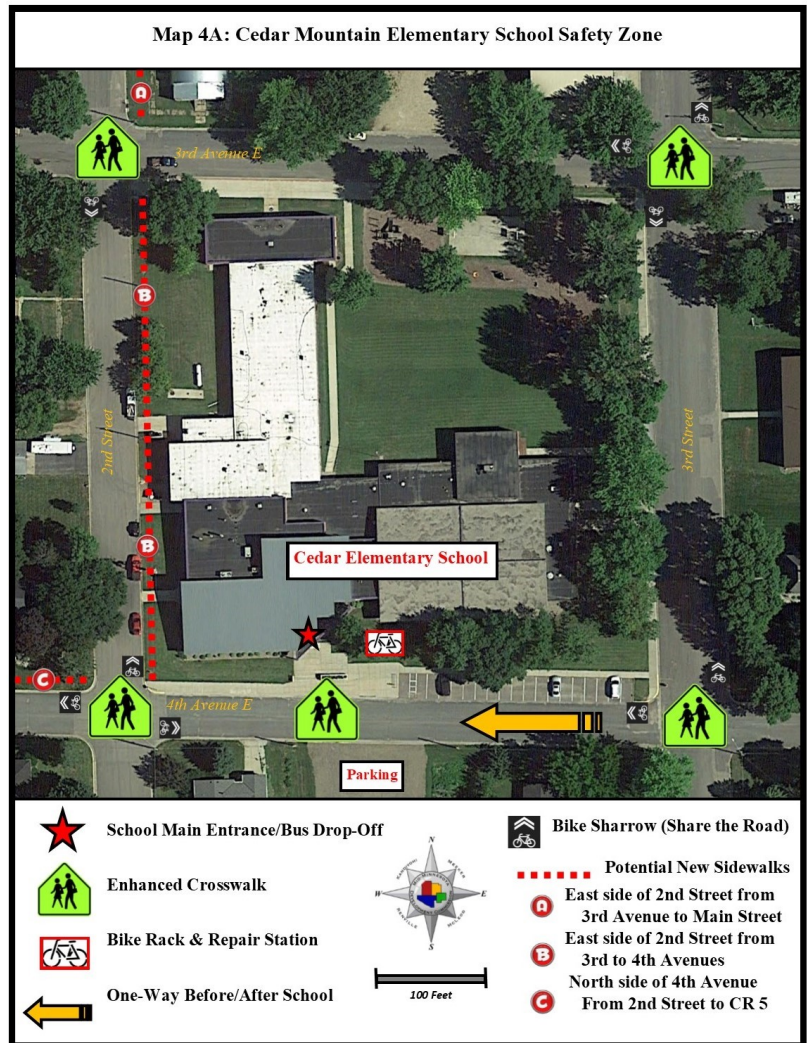 Map 4A: Cedar Mountain Elementary School Safety Zone
A
3rd Avenue E
B
2nd Street
3rd Street
B
Cedar Elementary School
C
4th Avenue E
Parking
School Main Entrance/Bus Drop-Off
Enhanced Crosswalk
Bike Rack & Repair Station
One-Way Before/After School
N
W
E
S
100 Feet
Bike Sharrow (Share the Road)
Potential New Sidewalks
A
East side of 2nd Street from
3rd Avenue to Main Street
B
East side of 2nd Street from
3rd to 4th Avenues
C
North side of 4th Avenue
From 2nd Street to CR 5